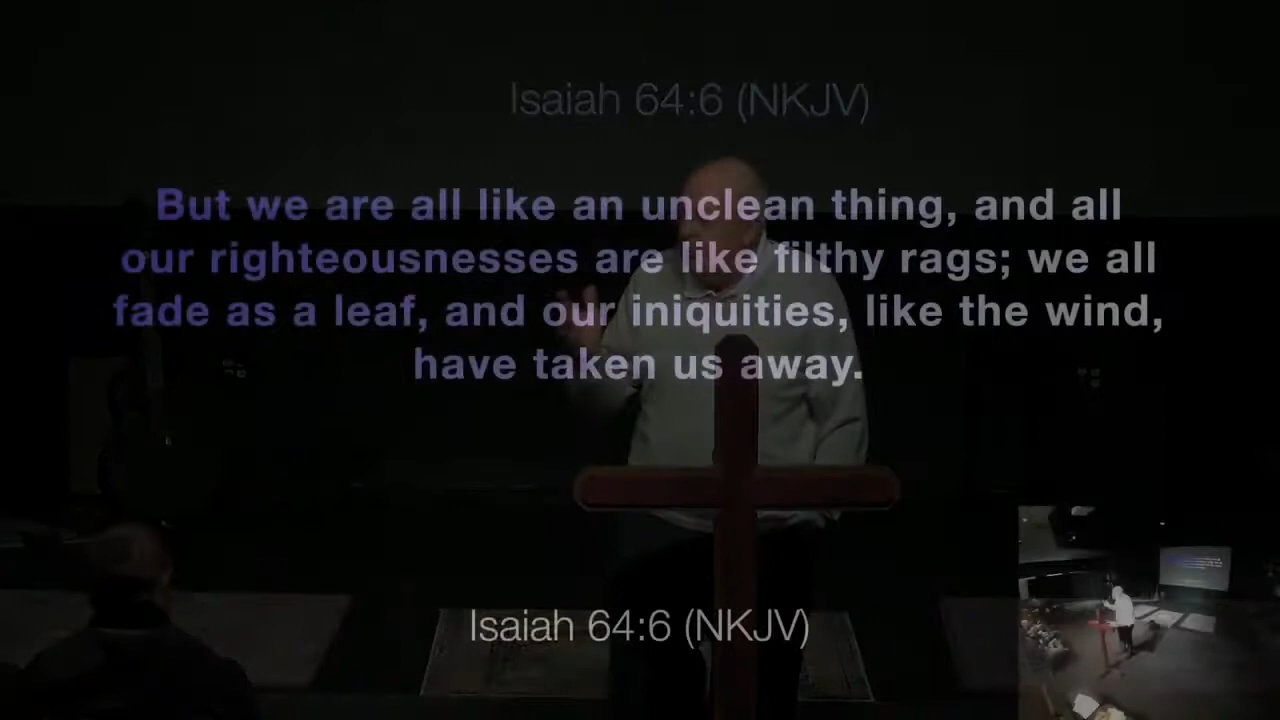 Isaiah 64:6 (NKJV)
But we are all like an unclean thing, and all
our righteousnesses are like filthy rags; we all
fade as a leaf, and our iniquities, like the wind,
have taken us away.
Isaiah 64:6 (NKJV)